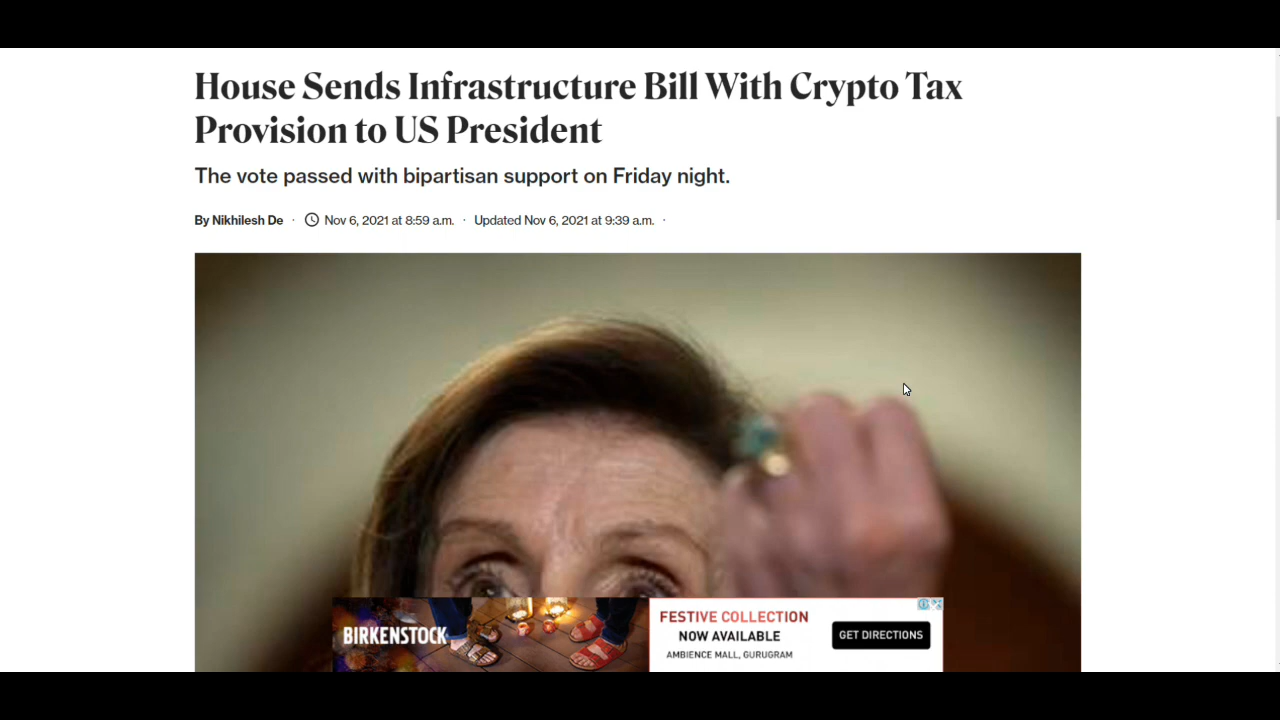 House Sends Infrastructure Bill With Crypto Tax
Provision to US President
The vote passed with bipartisan support on Friday night.
By Nikhilesh De · Nov 6, 2021 at 8:59 a.m. · Updated Nov 6, 2021 at 9:39 a.m. ·
BIRKENSTOCK
FESTIVE COLLECTION
NOW AVAILABLE
AMBIENCE MALL, GURUGRAM
GET DIRECTIONS